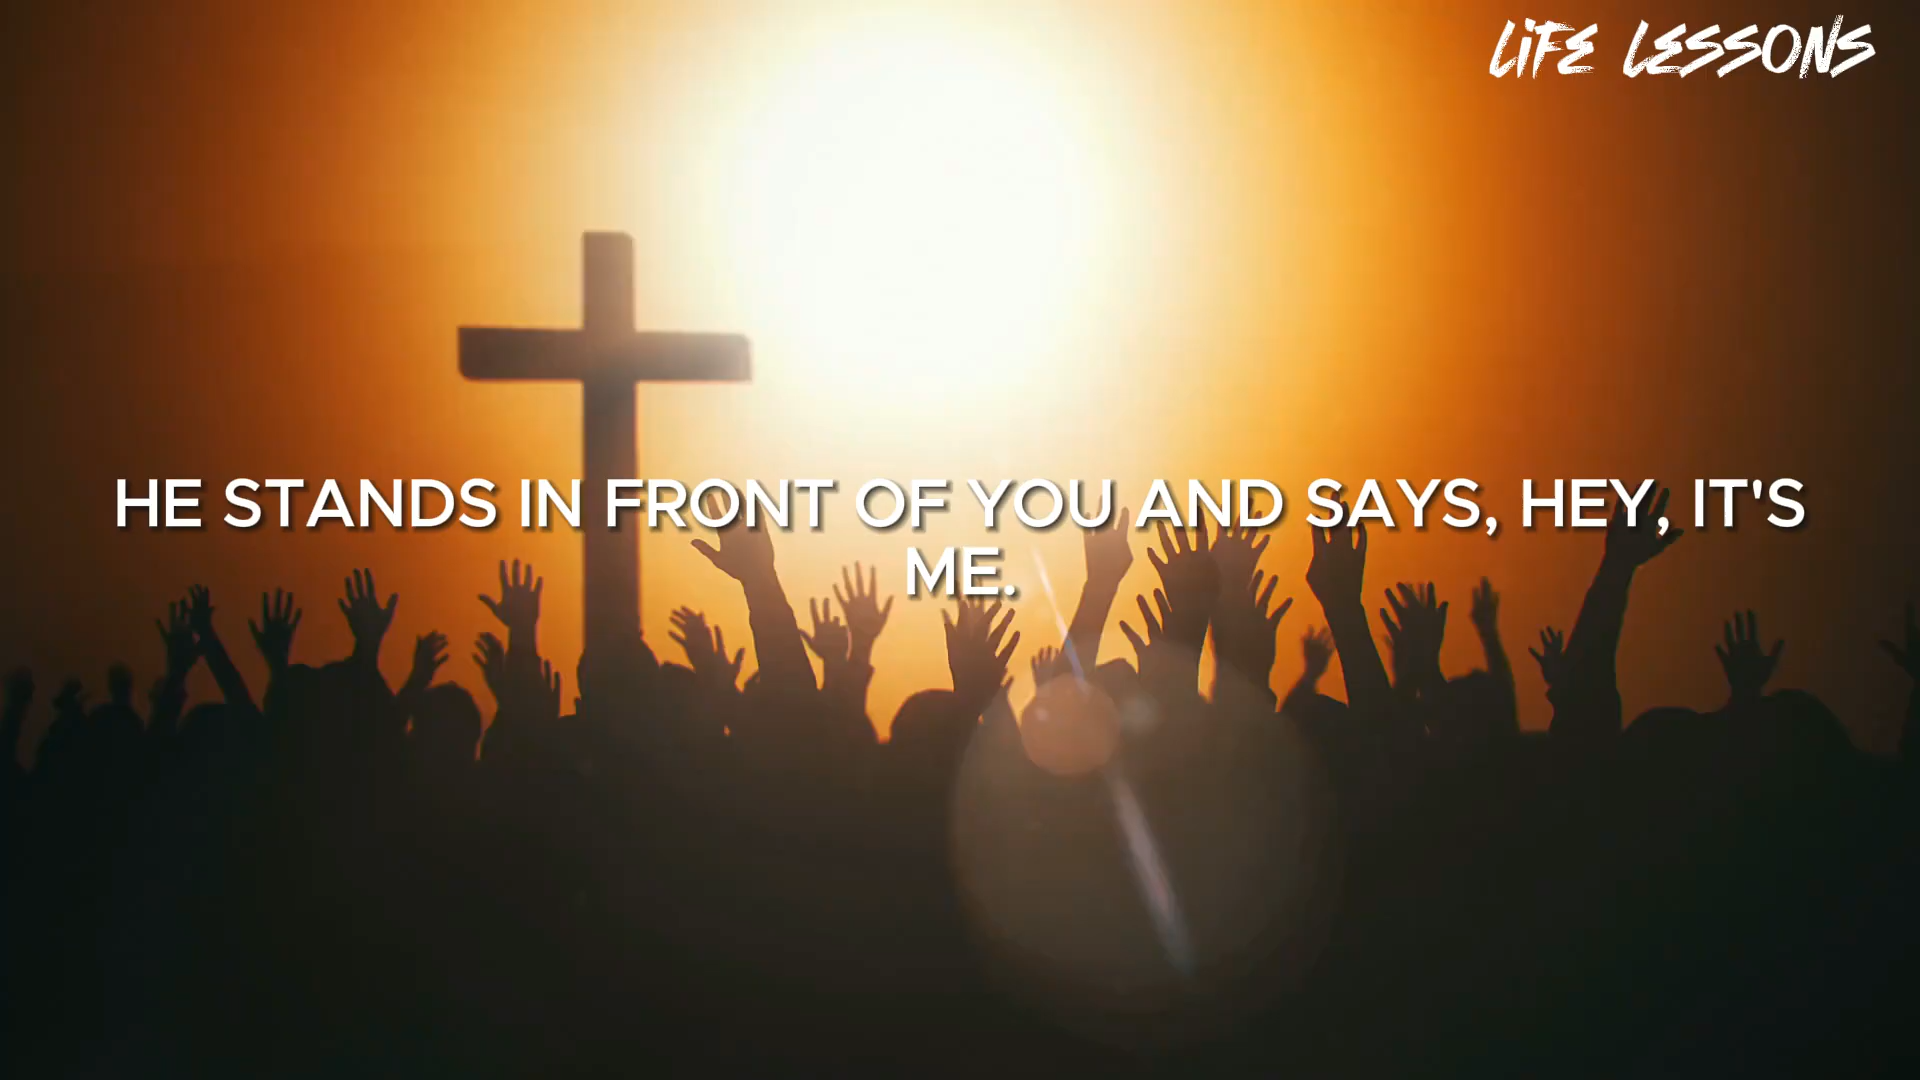 LIFE LESSONS
HE STANDS IN FRONT OF YOU AND SAYS, HEY, IT'S
ME.